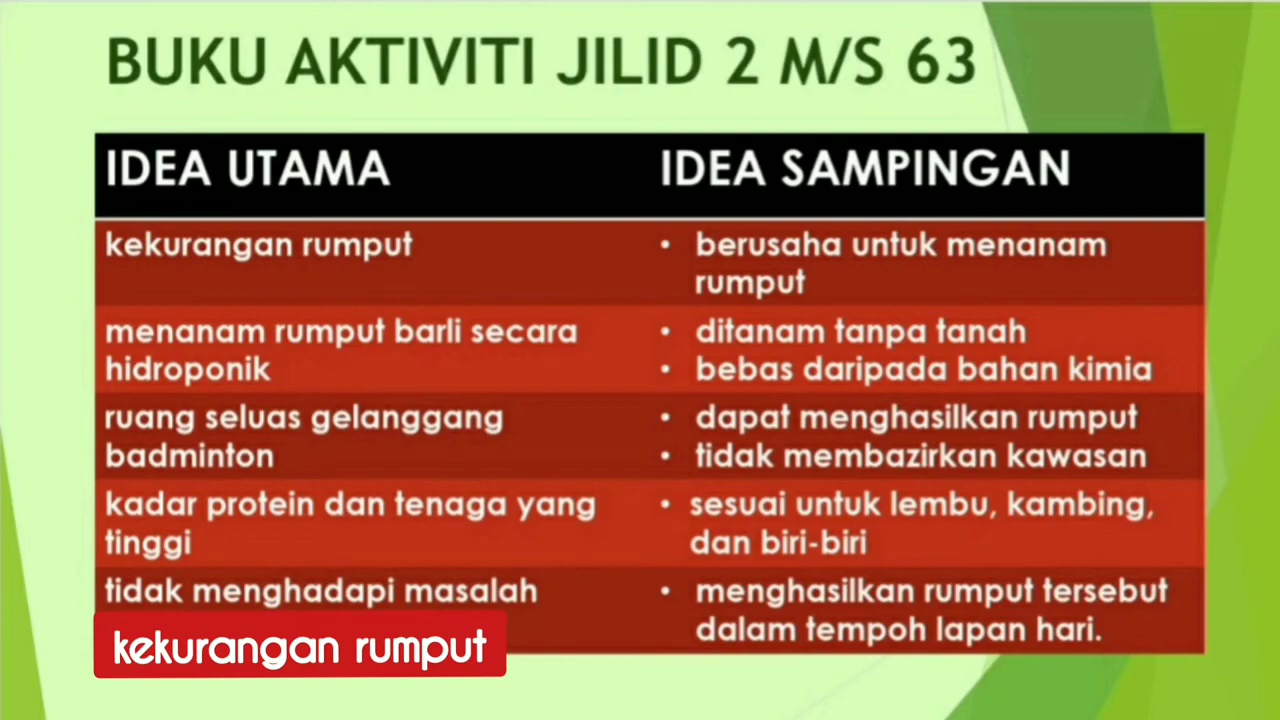 BUKU AKTIVITI JILID 2 M/S 63
IDEA UTAMA
IDEA SAMPINGAN
kekurangan rumput
• berusaha untuk menanam
rumput
menanam rumput barli secara
hidroponik
• ditanam tanpa tanah
• bebas daripada bahan kimia
ruang seluas gelanggang
badminton
• dapat menghasilkan rumput
• tidak membazirkan kawasan
kadar protein dan tenaga yang
tinggi
• sesuai untuk lembu, kambing,
dan biri-biri
tidak menghadapi masalah
kekurangan rumput
• menghasilkan rumput tersebut
dalam tempoh lapan hari.